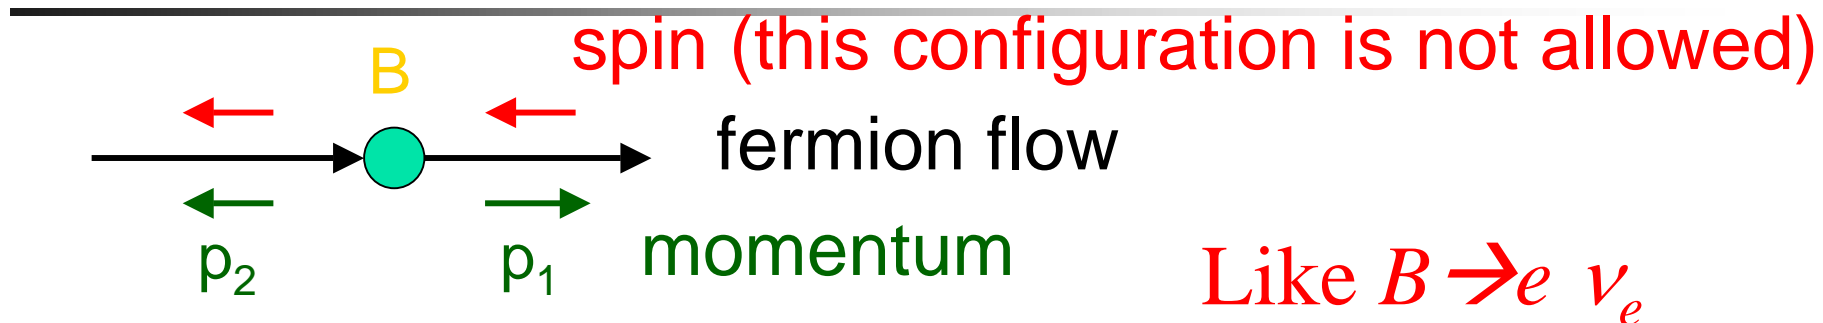 spin (this configuration is not allowed)
B
fermion flow
p₂ p₁ momentum
Like B→e νₑ